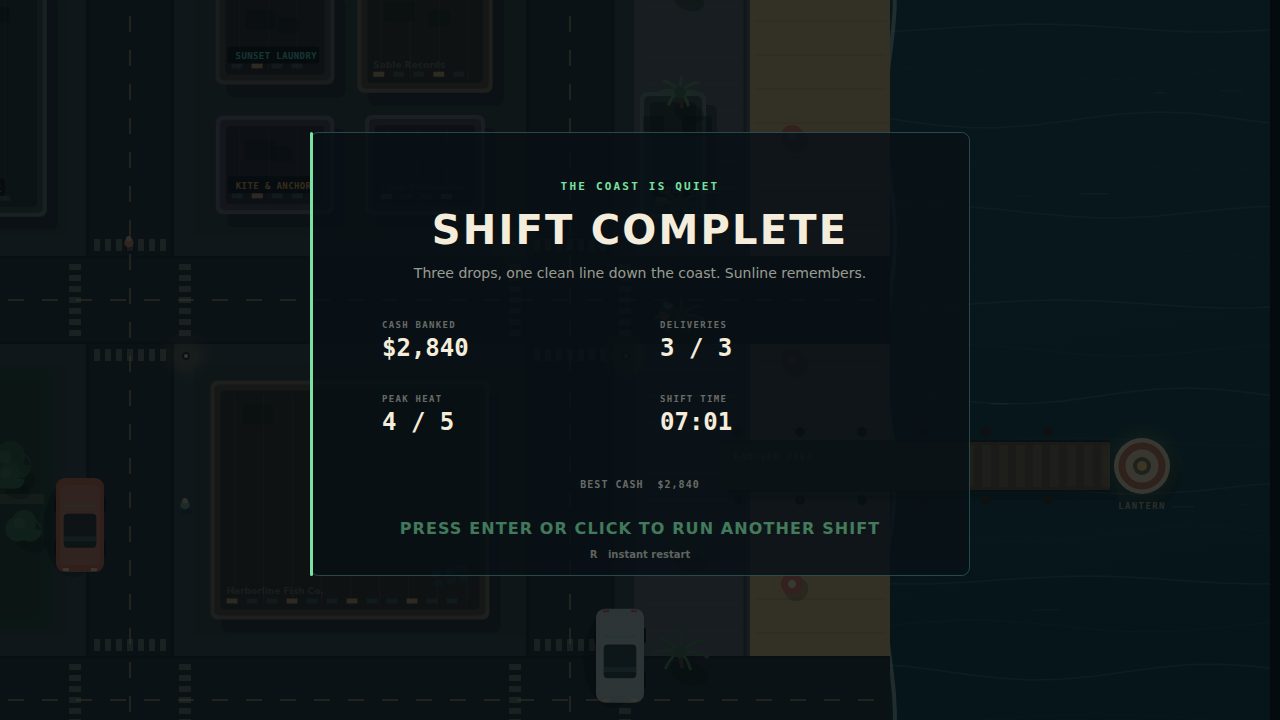 SUNSET LAUNDRY
Sable Records
KITE & ANCHOR
THE COAST IS QUIET
SHIFT COMPLETE
Three drops, one clean line down the coast. Sunline remembers.
CASH BANKED
$2,840
DELIVERIES
3 / 3
PEAK HEAT
4 / 5
SHIFT TIME
07:01
BEST CASH $2,840
LANTERN
PRESS ENTER OR CLICK TO RUN ANOTHER SHIFT
R instant restart
Harborline Fish Co.